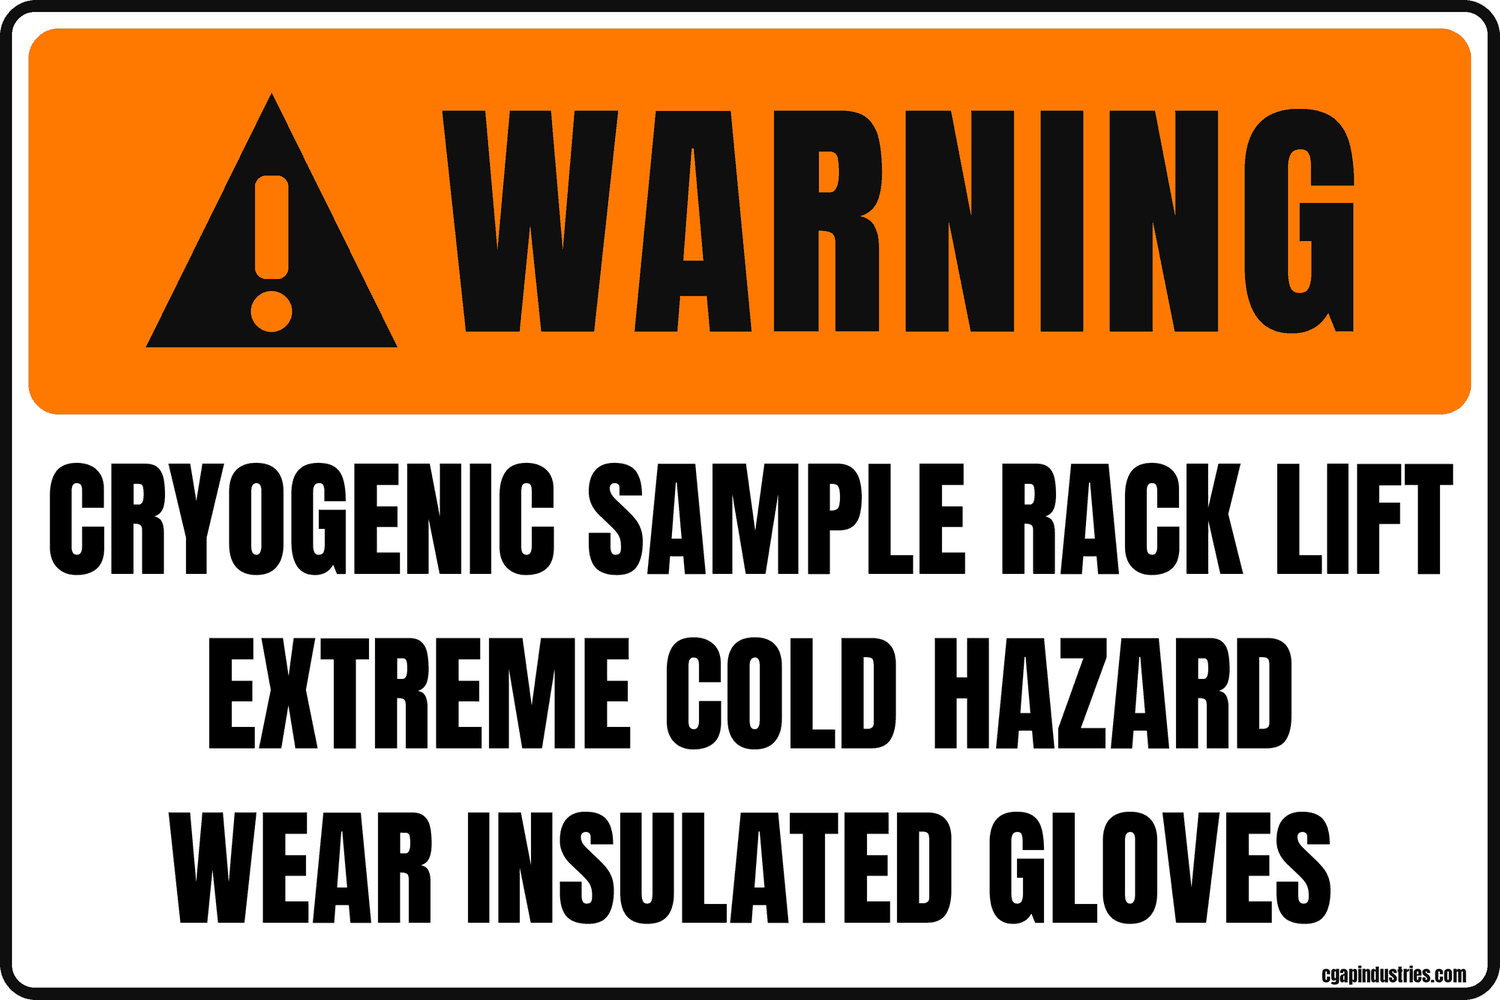 WARNING
CRYOGENIC SAMPLE RACK LIFT
EXTREME COLD HAZARD
WEAR INSULATED GLOVES
cgapindustries.com